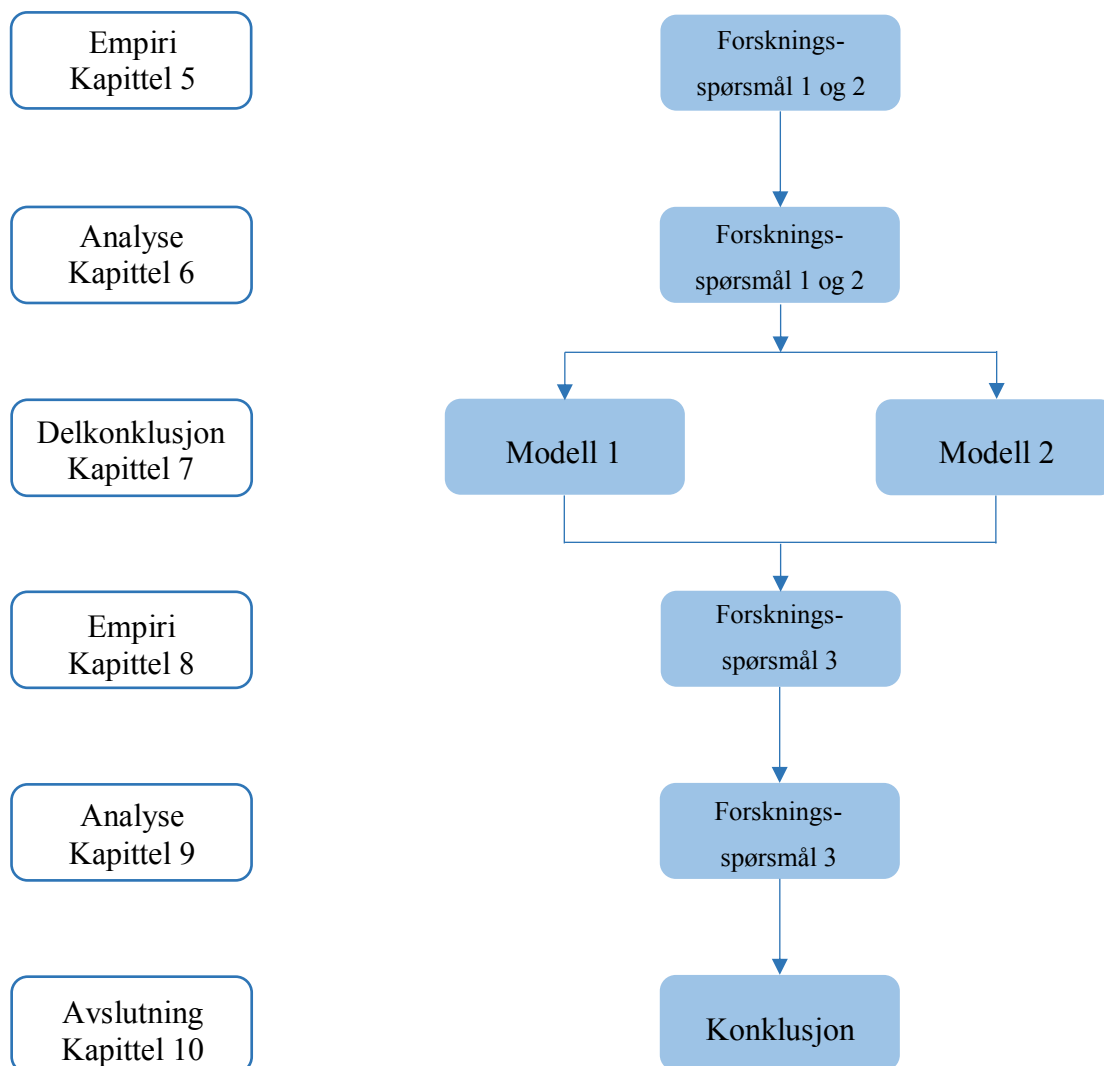 Empiri
Kapittel 5
Forsknings-
spørsmål 1 og 2
Analyse
Kapittel 6
Forsknings-
spørsmål 1 og 2
Delkonklusjon
Kapittel 7
Modell 1
Modell 2
Empiri
Kapittel 8
Forsknings-
spørsmål 3
Analyse
Kapittel 9
Forsknings-
spørsmål 3
Avslutning
Kapittel 10
Konklusjon